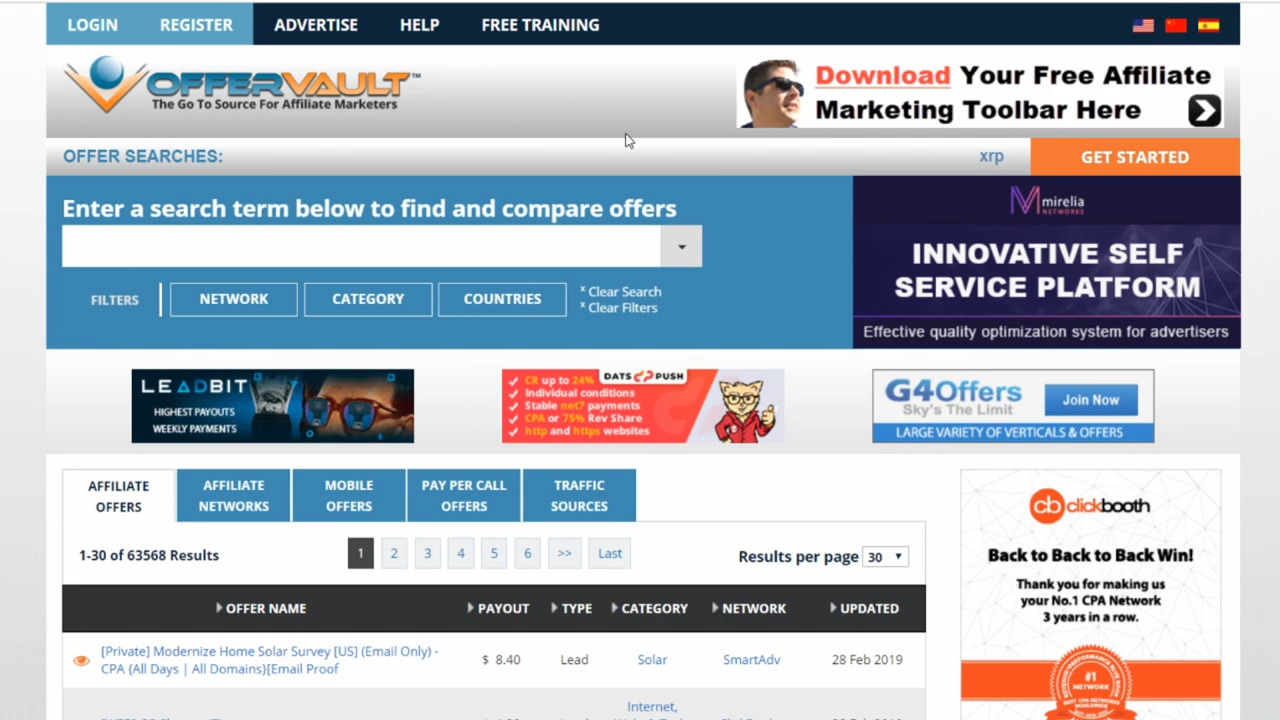 LOGIN REGISTER ADVERTISE HELP FREE TRAINING
OFFERVAULT™
The Go To Source For Affiliate Marketers
Download Your Free Affiliate
Marketing Toolbar Here
OFFER SEARCHES:
xrp
GET STARTED
Enter a search term below to find and compare offers
FILTERS
NETWORK
CATEGORY
COUNTRIES
x Clear Search
x Clear Filters
mirelia
NETWORKS
INNOVATIVE SELF
SERVICE PLATFORM
Effective quality optimization system for advertisers
LEADBIT
HIGHEST PAYOUTS
WEEKLY PAYMENTS
DATS PUSH
CR up to 24%
Individual conditions
Stable net7 payments
CPA or 75% Rev Share
http and https websites
G4Offers
Sky's The Limit
Join Now
LARGE VARIETY OF VERTICALS & OFFERS
AFFILIATE
OFFERS
AFFILIATE
NETWORKS
MOBILE
OFFERS
PAY PER CALL
OFFERS
TRAFFIC
SOURCES
1-30 of 63568 Results
1 2 3 4 5 6 >> Last
Results per page 30
OFFER NAME PAYOUT TYPE CATEGORY NETWORK UPDATED
[Private] Modernize Home Solar Survey [US] (Email Only) -
CPA {All Days | All Domains}[Email Proof
$ 8.40 Lead Solar SmartAdv 28 Feb 2019
Internet,
cb clickbooth
Back to Back to Back Win!
Thank you for making us
your No.1 CPA Network
3 years in a row.
#1
NETWORK